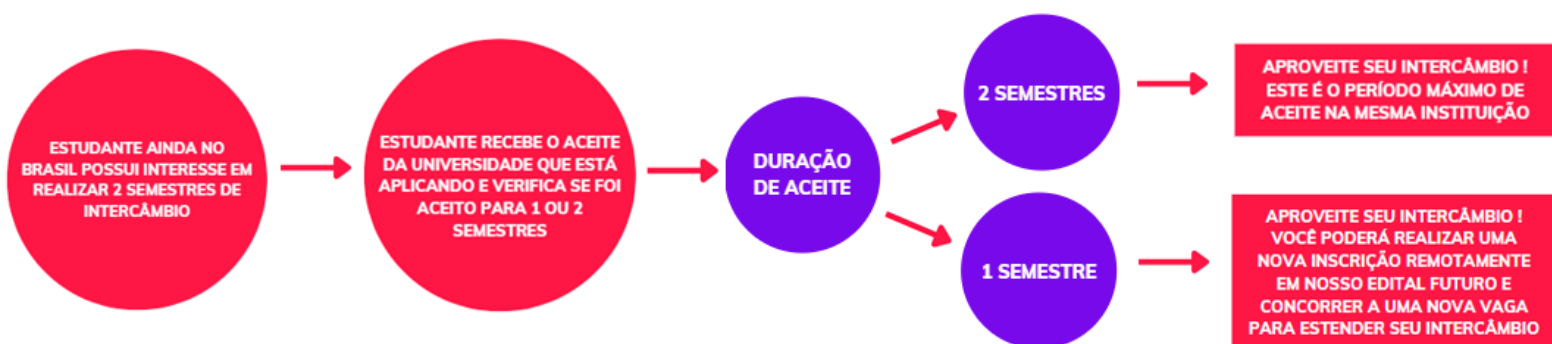 ESTUDANTE AINDA NO
BRASIL POSSUI INTERESSE EM
REALIZAR 2 SEMESTRES DE
INTERCÂMBIO
ESTUDANTE RECEBE O ACEITE
DA UNIVERSIDADE QUE ESTÁ
APLICANDO E VERIFICA SE FOI
ACEITO PARA 1 OU 2
SEMESTRES
DURAÇÃO
DE ACEITE
2 SEMESTRES
APROVEITE SEU INTERCÂMBIO !
ESTE É O PERÍODO MÁXIMO DE
ACEITE NA MESMA INSTITUIÇÃO
1 SEMESTRE
APROVEITE SEU INTERCÂMBIO !
VOCÊ PODERÁ REALIZAR UMA
NOVA INSCRIÇÃO REMOTAMENTE
EM NOSSO EDITAL FUTURO E
CONCORRER A UMA NOVA VAGA
PARA ESTENDER SEU INTERCÂMBIO